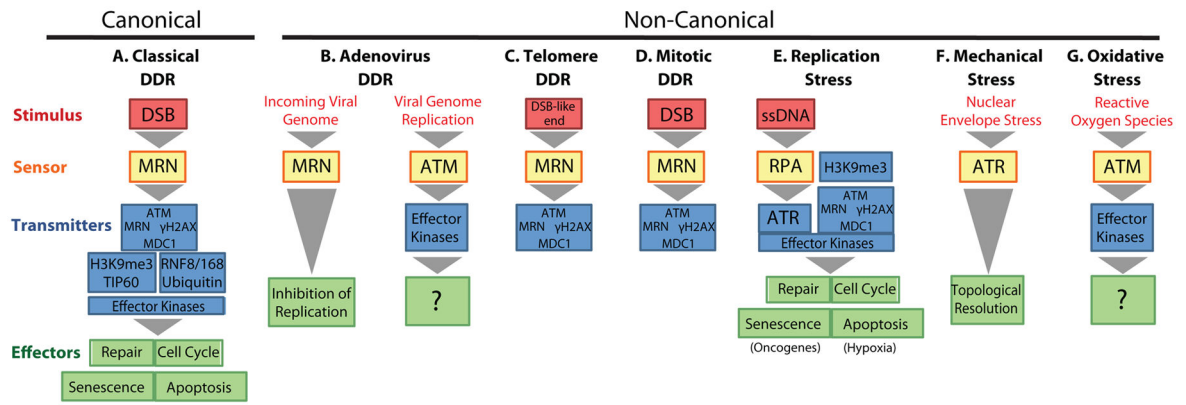 Canonical
Non-Canonical
A. Classical
DDR
B. Adenovirus
DDR
C. Telomere
DDR
D. Mitotic
DDR
E. Replication
Stress
F. Mechanical
Stress
G. Oxidative
Stress
Stimulus
DSB
Incoming Viral
Genome
Viral Genome
Replication
DSB-like
end
DSB
ssDNA
Nuclear
Envelope Stress
Reactive
Oxygen Species
Sensor
MRN
MRN
ATM
MRN
MRN
RPA
H3K9me3
ATR
ATM
Transmitters
ATM
MRN γH2AX
MDC1
H3K9me3
TIP60
RNF8/168
Ubiquitin
Effector Kinases
Effector
Kinases
ATM
MRN γH2AX
MDC1
ATM
MRN γH2AX
MDC1
ATR
ATM
MRN γH2AX
MDC1
Effector Kinases
Effector
Kinases
Effectors
Repair
Cell Cycle
Senescence
Apoptosis
Inhibition of
Replication
?
Repair
Cell Cycle
Senescence
Apoptosis
(Oncogenes)
(Hypoxia)
Topological
Resolution
?